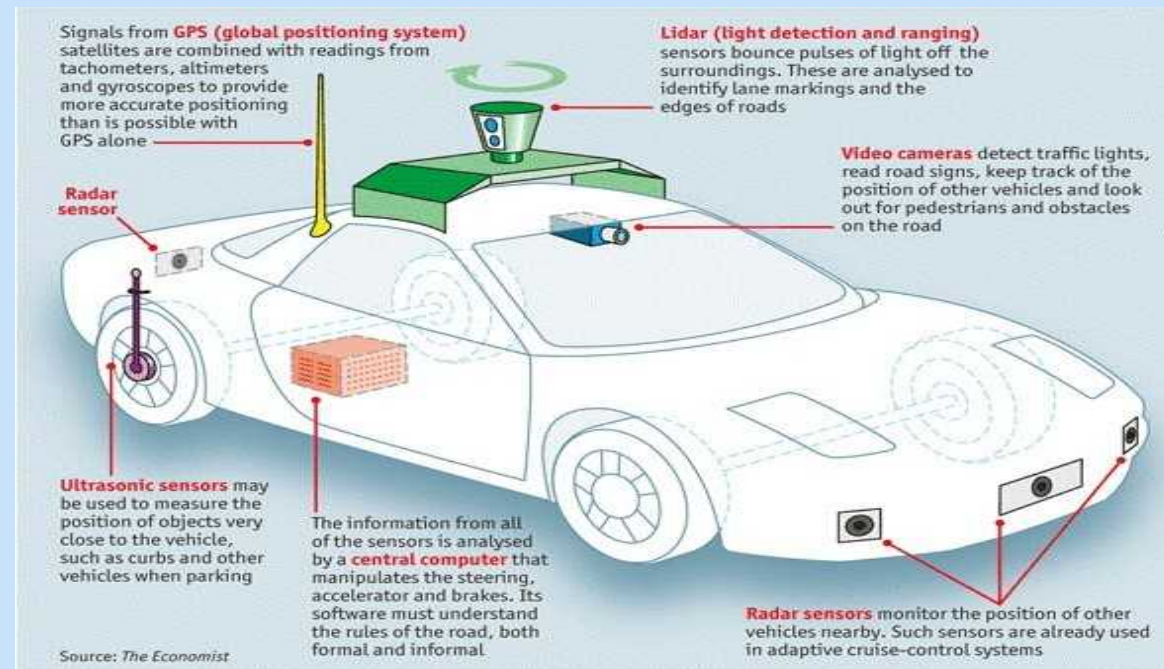 Signals from GPS (global positioning system)
satellites are combined with readings from
tachometers, altimeters
and gyroscopes to provide
more accurate positioning
than is possible with
GPS alone
Lidar (light detection and ranging)
sensors bounce pulses of light off the
surroundings. These are analysed to
identify lane markings and the
edges of roads
Video cameras detect traffic lights,
read road signs, keep track of the
position of other vehicles and look
out for pedestrians and obstacles
on the road
Radar
sensor
Ultrasonic sensors may
be used to measure the
position of objects very
close to the vehicle,
such as curbs and other
vehicles when parking
The information from all
of the sensors is analysed
by a central computer that
manipulates the steering,
accelerator and brakes. Its
software must understand
the rules of the road, both
formal and informal
Radar sensors monitor the position of other
vehicles nearby. Such sensors are already used
in adaptive cruise-control systems
Source: The Economist